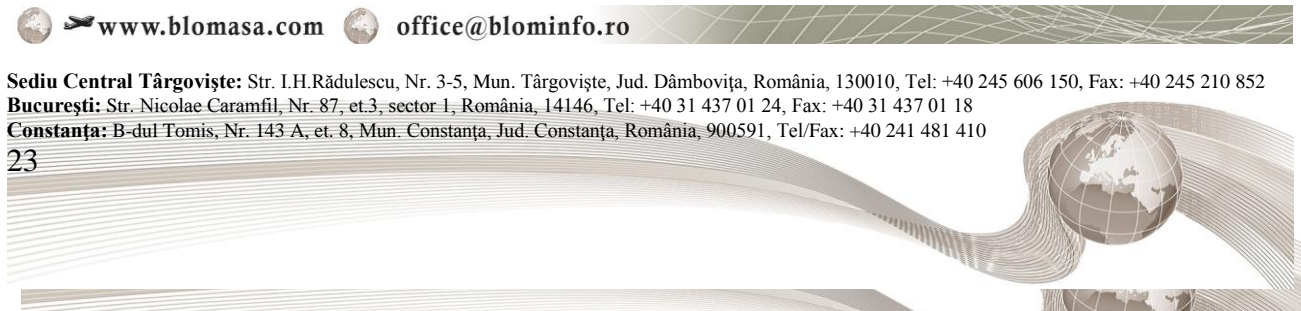 www.blomasa.com office@blominfo.ro
Sediu Central Târgovişte: Str. I.H.Rădulescu, Nr. 3-5, Mun. Târgovişte, Jud. Dâmboviţa, România, 130010, Tel: +40 245 606 150, Fax: +40 245 210 852
Bucureşti: Str. Nicolae Caramfil, Nr. 87, et.3, sector 1, România, 14146, Tel: +40 31 437 01 24, Fax: +40 31 437 01 18
Constanţa: B-dul Tomis, Nr. 143 A, et. 8, Mun. Constanţa, Jud. Constanţa, România, 900591, Tel/Fax: +40 241 481 410
23